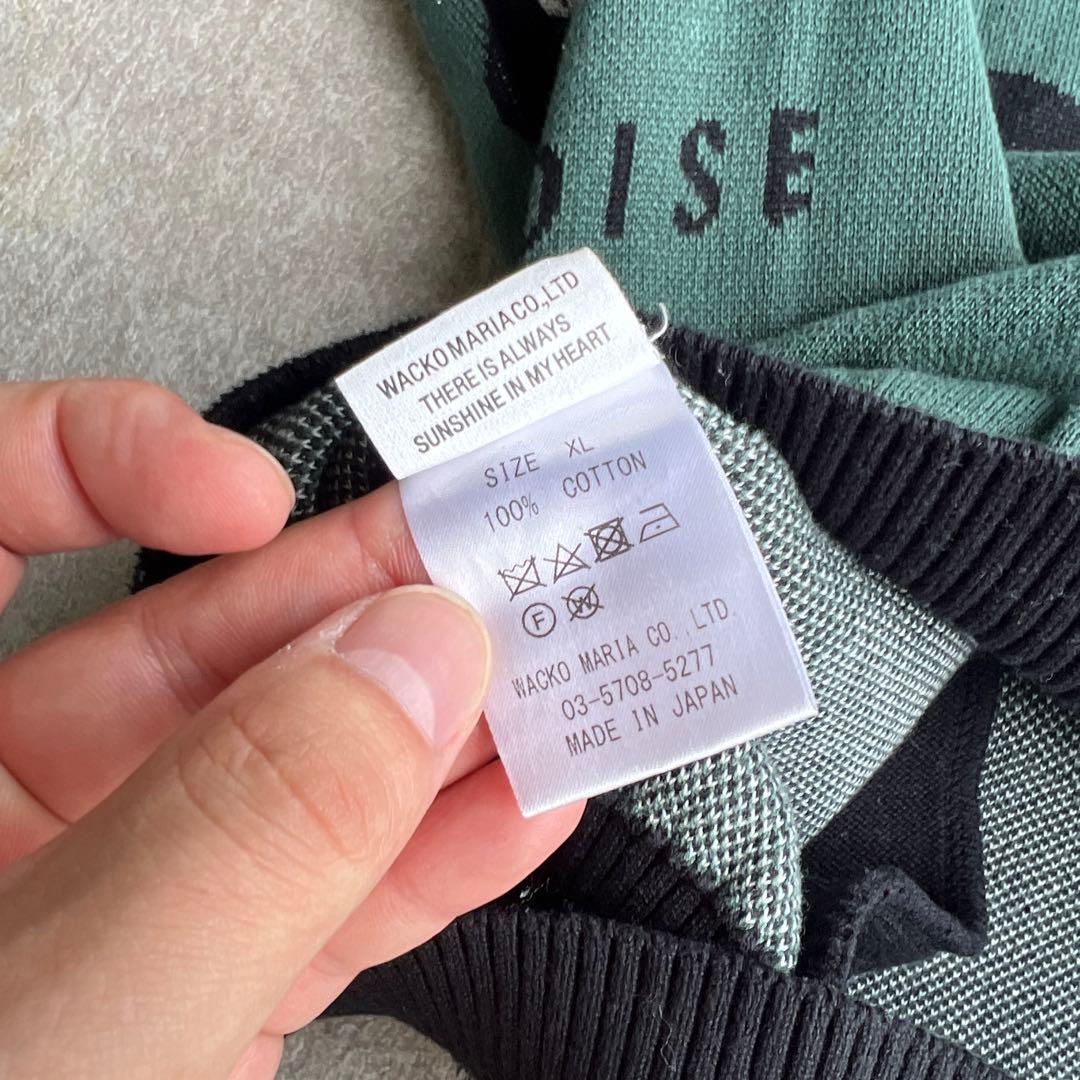 OISE
WACKO MARIA CO.,LTD
THERE IS ALWAYS
SUNSHINE IN MY HEART
SIZE XL
100% COTTON
F
W
WACKO MARIA CO.,LTD.
03-5708-5277
MADE IN JAPAN